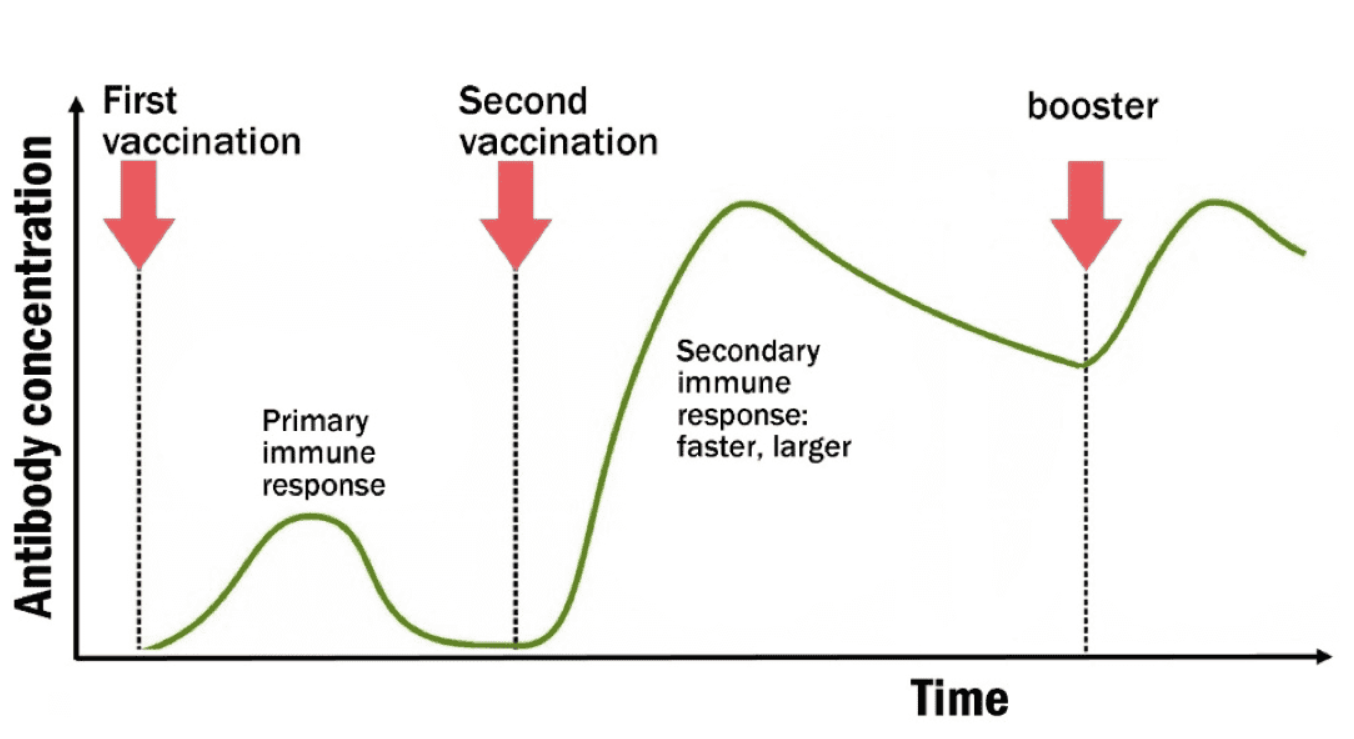 First
vaccination
Second
vaccination
booster
Antibody concentration
Primary
immune
response
Secondary
immune
response:
faster, larger
Time